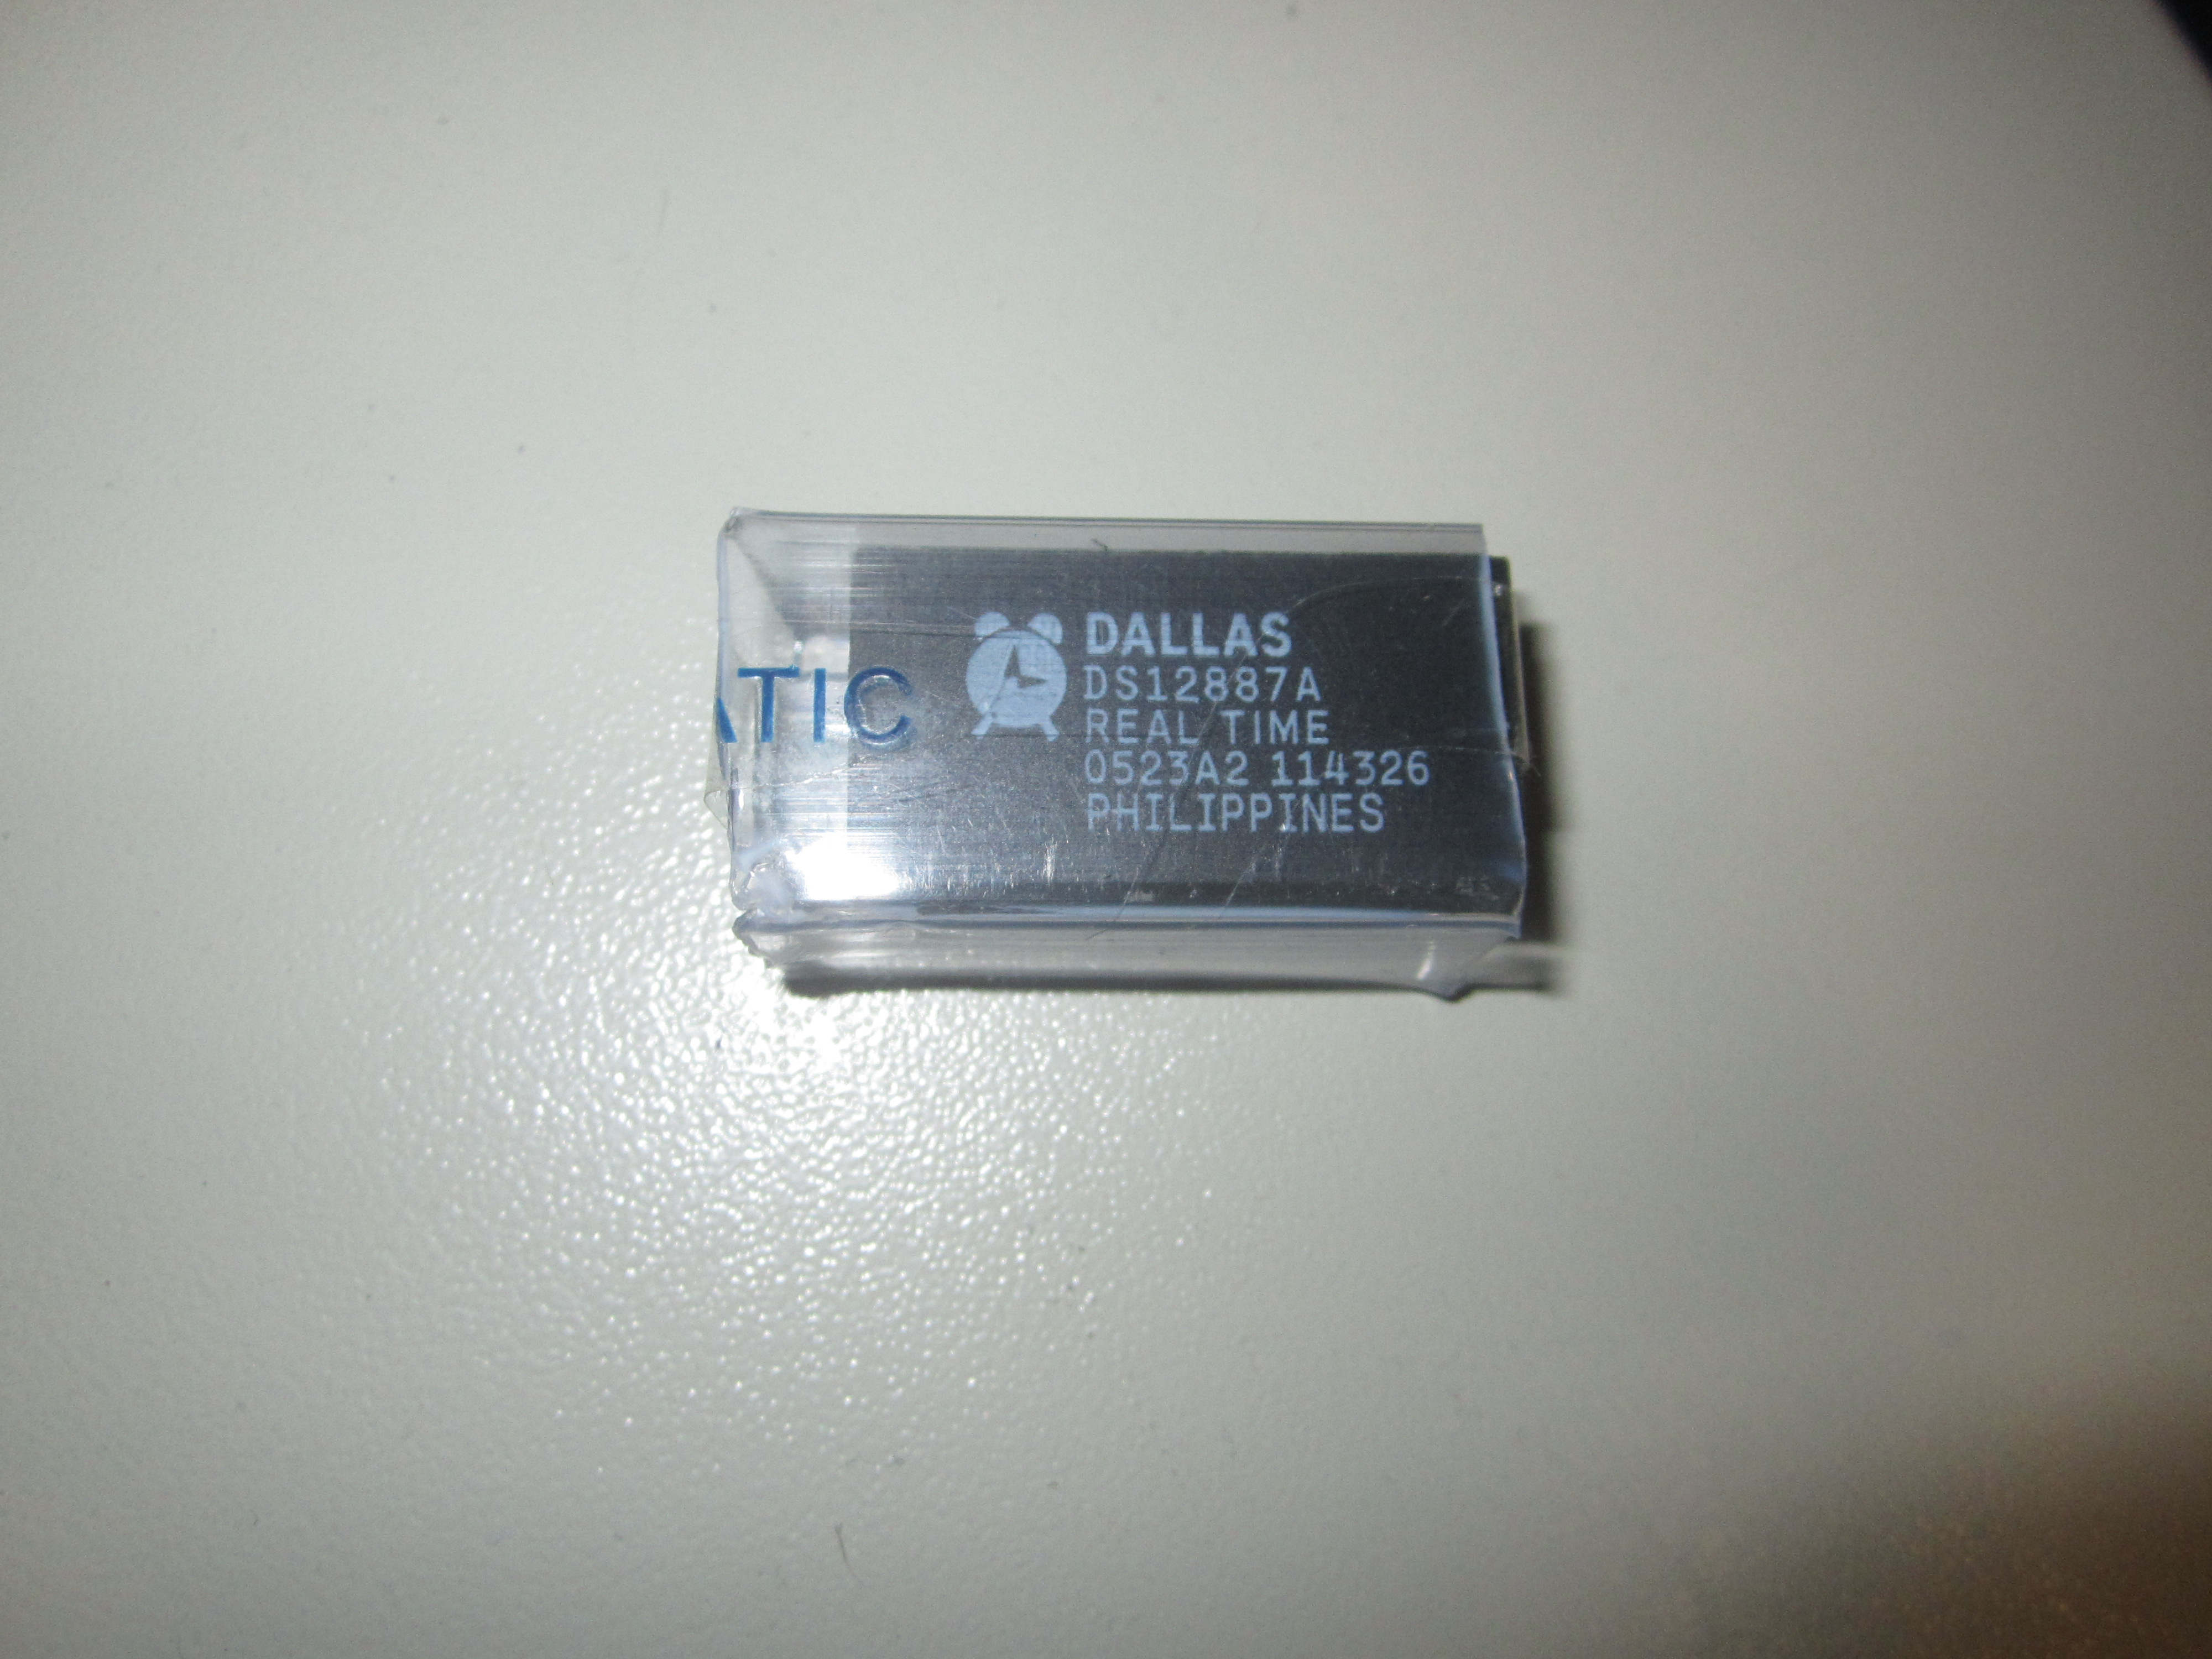 DALLAS
DS12887A
REAL TIME
0523A2 114326
PHILIPPINES
ATIC